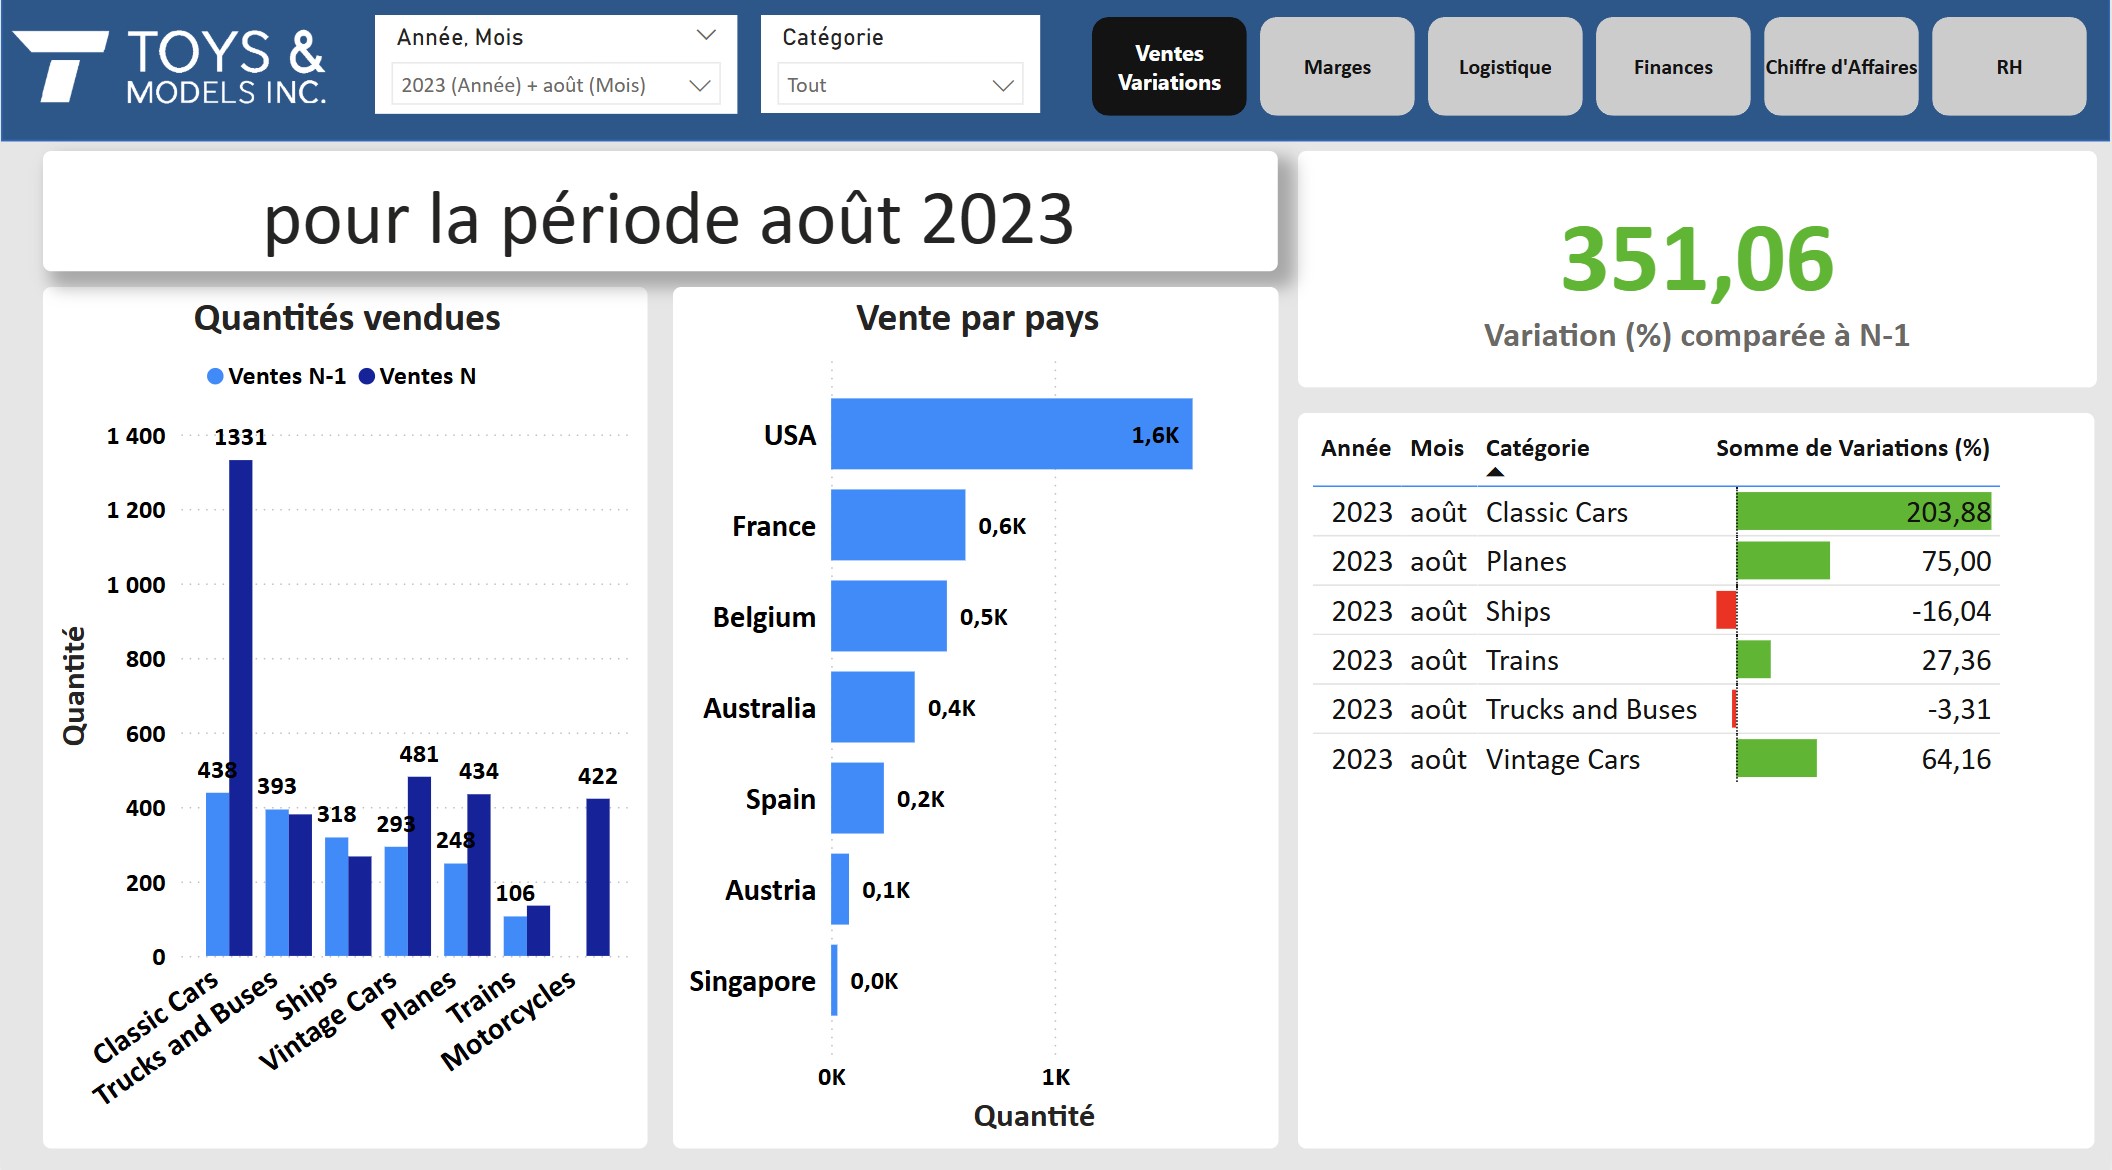 TOYS &
MODELS INC.
Année, Mois
2023 (Année) + août (Mois)
Catégorie
Tout
Ventes
Variations
Marges
Logistique
Finances
Chiffre d'Affaires
RH
pour la période août 2023
351,06
Variation (%) comparée à N-1
Quantités vendues
Ventes N-1 Ventes N
Quantité
1 400
1 200
1 000
800
600
400
200
0
1331
438
393
318
293
481
248
434
106
422
Classic Cars
Trucks and Buses
Ships
Vintage Cars
Planes
Trains
Motorcycles
Vente par pays
USA 1,6K
France 0,6K
Belgium 0,5K
Australia 0,4K
Spain 0,2K
Austria 0,1K
Singapore 0,0K
0K 1K
Quantité
Année Mois Catégorie Somme de Variations (%)
2023 août Classic Cars 203,88
2023 août Planes 75,00
2023 août Ships -16,04
2023 août Trains 27,36
2023 août Trucks and Buses -3,31
2023 août Vintage Cars 64,16